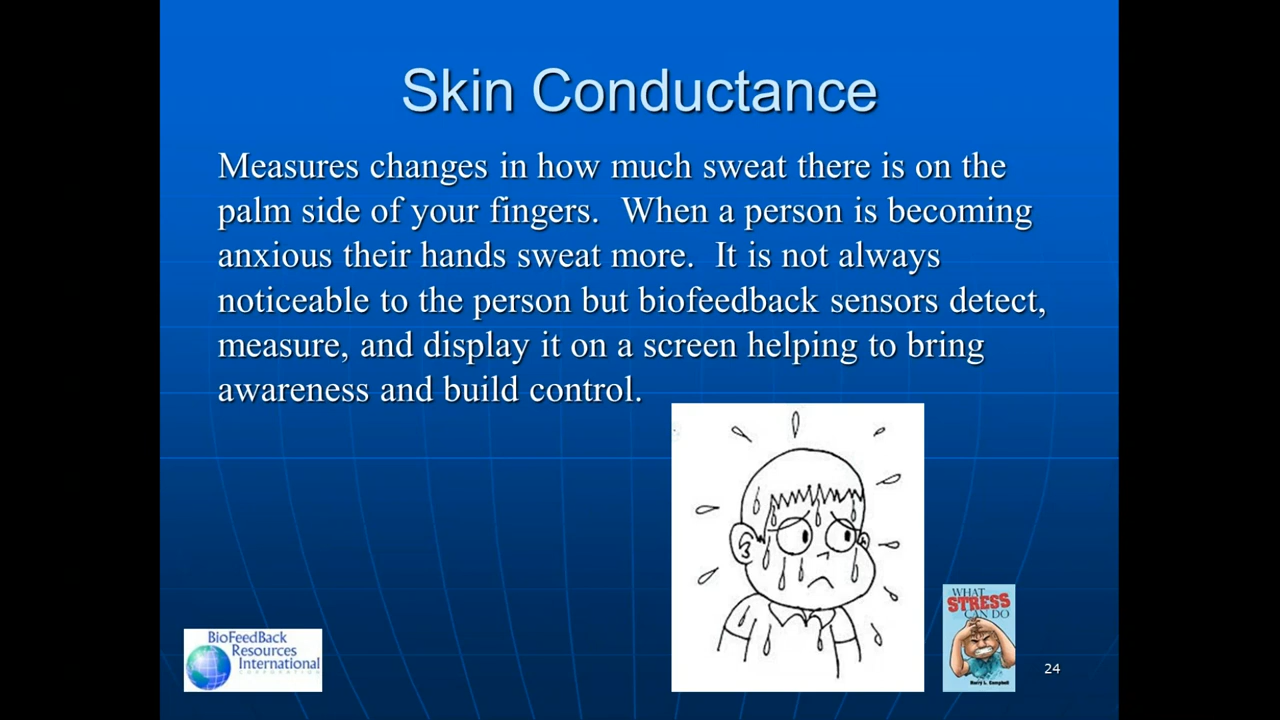 Skin Conductance
Measures changes in how much sweat there is on the
palm side of your fingers.  When a person is becoming
anxious their hands sweat more.  It is not always
noticeable to the person but biofeedback sensors detect,
measure, and display it on a screen helping to bring
awareness and build control.
BioFeedBack
Resources
International
CORPORATION
WHAT
STRESS
CAN DO
Barry L. Campbell
24